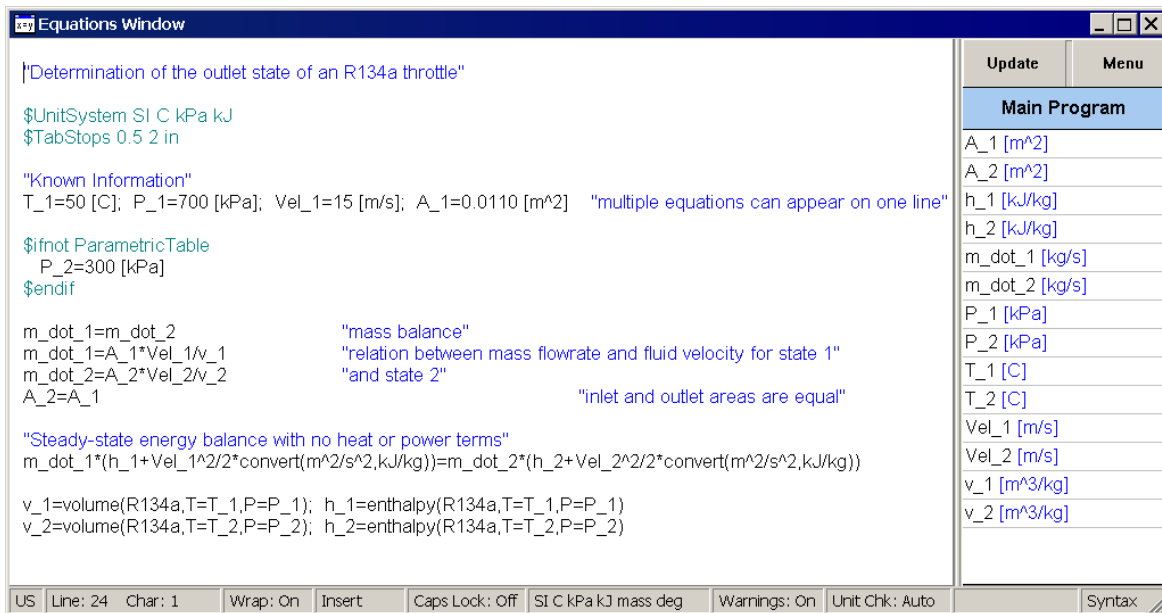 x=y Equations Window
Update Menu
Main Program
"Determination of the outlet state of an R134a throttle"
$UnitSystem SI C kPa kJ
$TabStops 0.5 2 in
"Known Information"
T_1=50 [C]; P_1=700 [kPa]; Vel_1=15 [m/s]; A_1=0.0110 [m^2] "multiple equations can appear on one line"
$ifnot ParametricTable
P_2=300 [kPa]
$endif
m_dot_1=m_dot_2 "mass balance"
m_dot_1=A_1*Vel_1/v_1 "relation between mass flowrate and fluid velocity for state 1"
m_dot_2=A_2*Vel_2/v_2 "and state 2"
A_2=A_1 "inlet and outlet areas are equal"
"Steady-state energy balance with no heat or power terms"
m_dot_1*(h_1+Vel_1^2/2*convert(m^2/s^2,kJ/kg))=m_dot_2*(h_2+Vel_2^2/2*convert(m^2/s^2,kJ/kg))
v_1=volume(R134a,T=T_1,P=P_1); h_1=enthalpy(R134a,T=T_1,P=P_1)
v_2=volume(R134a,T=T_2,P=P_2); h_2=enthalpy(R134a,T=T_2,P=P_2)
A_1 [m^2]
A_2 [m^2]
h_1 [kJ/kg]
h_2 [kJ/kg]
m_dot_1 [kg/s]
m_dot_2 [kg/s]
P_1 [kPa]
P_2 [kPa]
T_1 [C]
T_2 [C]
Vel_1 [m/s]
Vel_2 [m/s]
v_1 [m^3/kg]
v_2 [m^3/kg]
US Line: 24 Char: 1 Wrap: On Insert Caps Lock: Off SI C kPa kJ mass deg Warnings: On Unit Chk: Auto Syntax